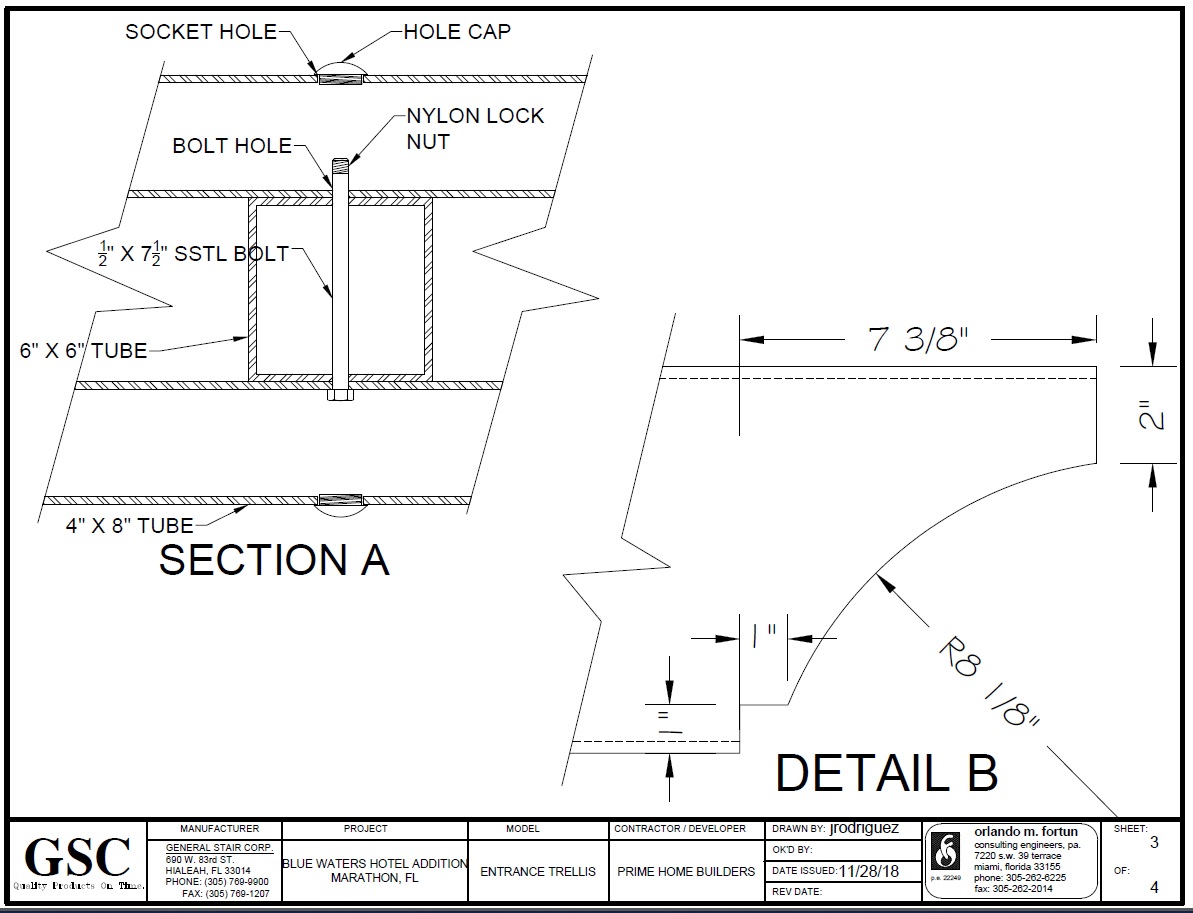 SOCKET HOLE
HOLE CAP
NYLON LOCK
NUT
BOLT HOLE
1/2" X 7 1/2" SSTL BOLT
6" X 6" TUBE
4" X 8" TUBE
SECTION A
7 3/8"
2"
1"
1"
R8 1/8"
DETAIL B
GSC
Quality Products On Time.
MANUFACTURER
GENERAL STAIR CORP.
690 W. 83rd ST.
HIALEAH, FL 33014
PHONE: (305) 769-9900
FAX: (305) 769-1207
PROJECT
BLUE WATERS HOTEL ADDITION
MARATHON, FL
MODEL
ENTRANCE TRELLIS
CONTRACTOR / DEVELOPER
PRIME HOME BUILDERS
DRAWN BY: jrodriguez
OK'D BY:
DATE ISSUED: 11/28/18
REV DATE:
p.e. 22249
orlando m. fortun
consulting engineers, pa.
7220 s.w. 39 terrace
miami, florida 33155
phone: 305-262-6225
fax: 305-262-2014
SHEET:
3
OF:
4